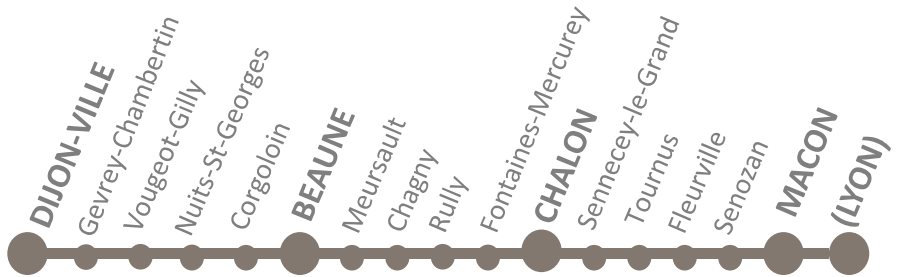 DIJON-VILLE
Gevrey-Chambertin
Vougeot-Gilly
Nuits-St-Georges
Corgoloin
BEAUNE
Meursault
Chagny
Rully
Fontaines-Mercurey
CHALON
Sennecey-le-Grand
Tournus
Fleurville
Senozan
MACON
(LYON)